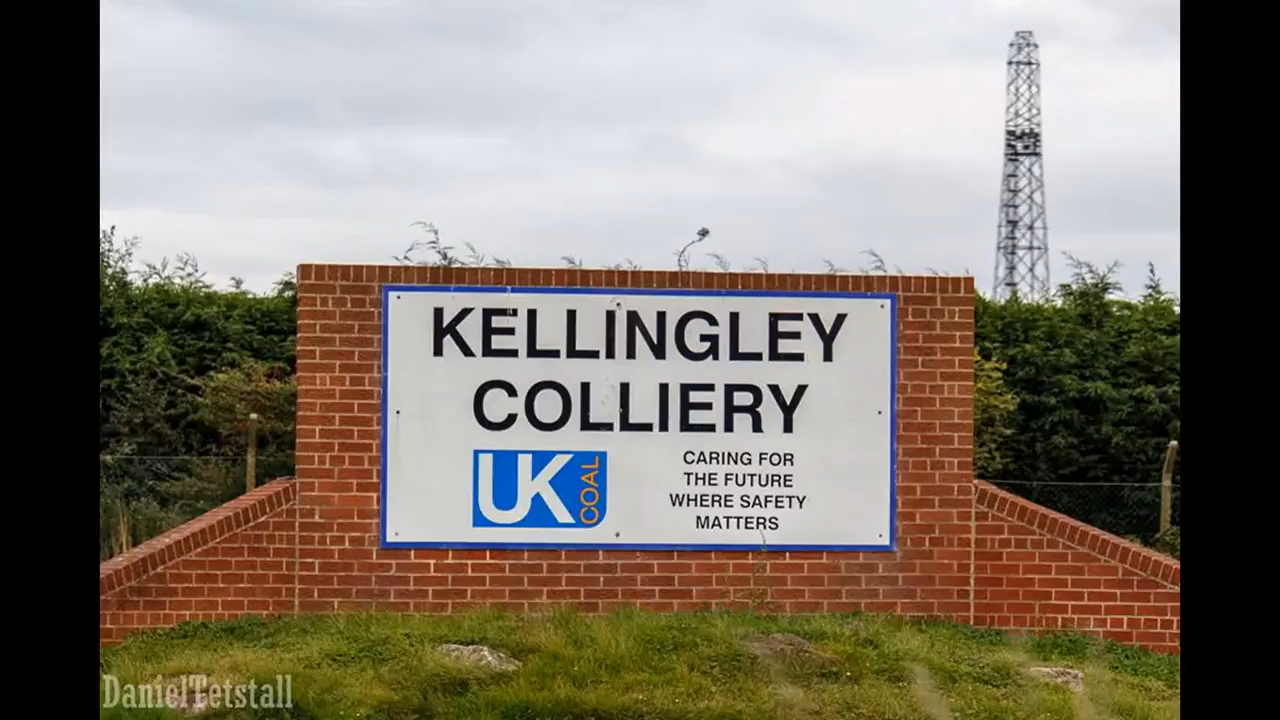 KELLINGLEY
COLLIERY
UK COAL
CARING FOR
THE FUTURE
WHERE SAFETY
MATTERS
DanielTetstall